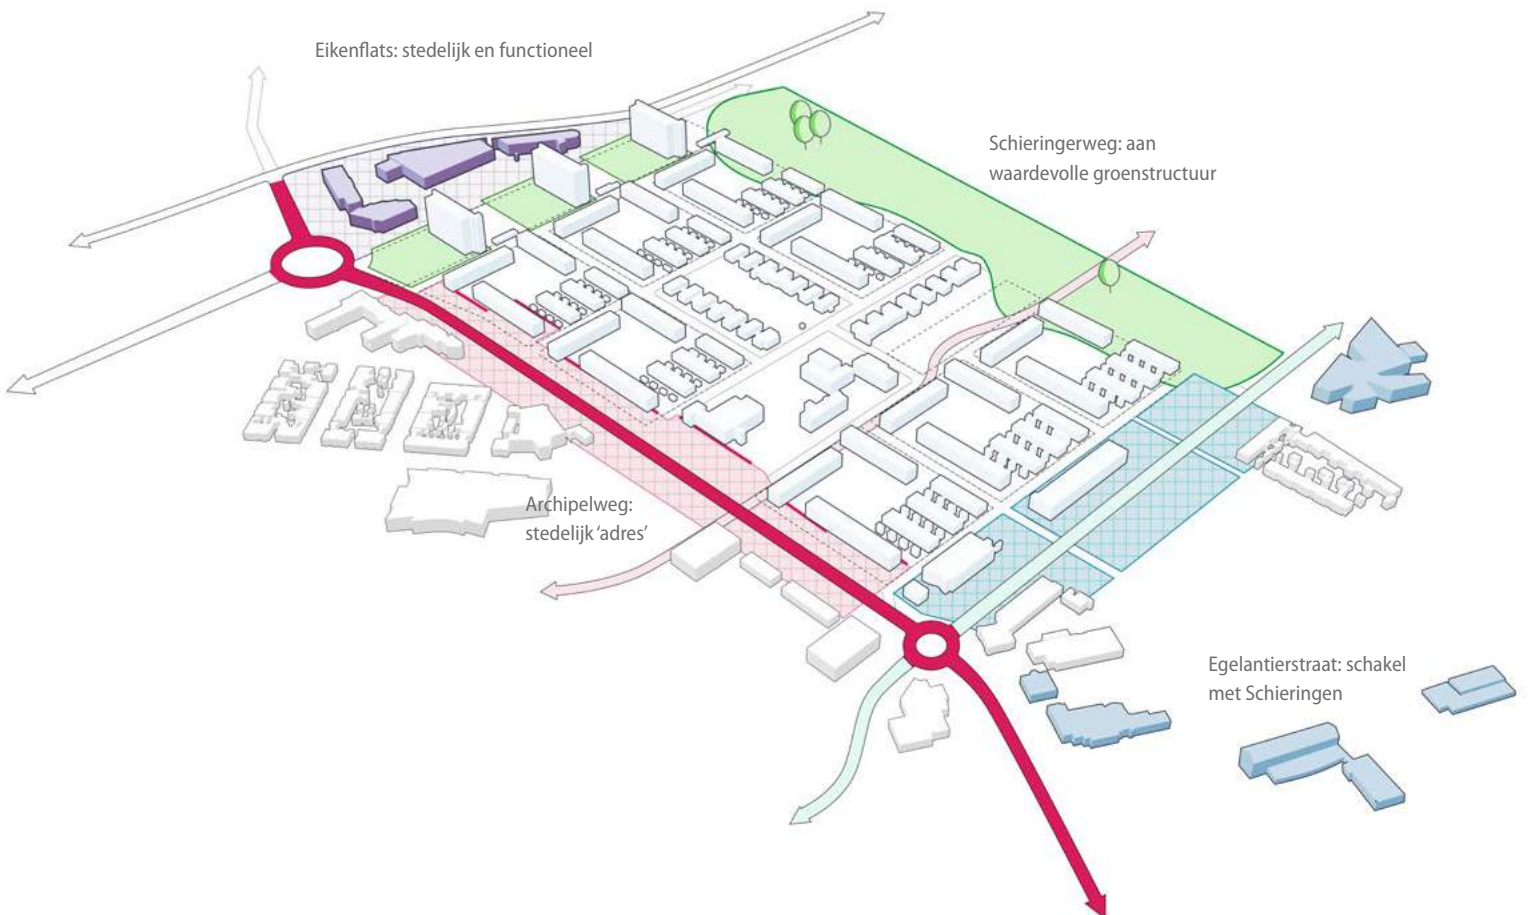 Eikenflats: stedelijk en functioneel
Schieringerweg: aan
waardevolle groenstructuur
Archipelweg:
stedelijk ‘adres’
Egelantierstraat: schakel
met Schieringen